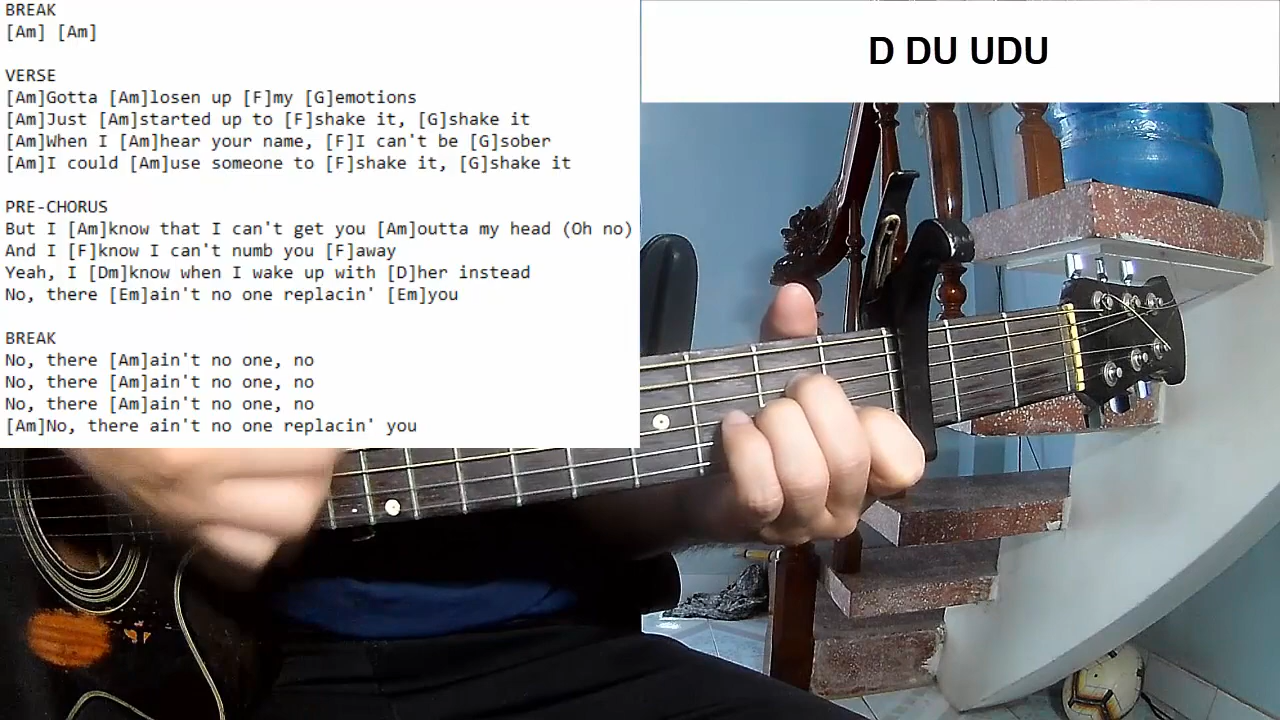 BREAK
[Am] [Am]
VERSE
[Am]Gotta [Am]losen up [F]my [G]emotions
[Am]Just [Am]started up to [F]shake it, [G]shake it
[Am]When I [Am]hear your name, [F]I can't be [G]sober
[Am]I could [Am]use someone to [F]shake it, [G]shake it
PRE-CHORUS
But I [Am]know that I can't get you [Am]outta my head (Oh no)
And I [F]know I can't numb you [F]away
Yeah, I [Dm]know when I wake up with [D]her instead
No, there [Em]ain't no one replacin' [Em]you
BREAK
No, there [Am]ain't no one, no
No, there [Am]ain't no one, no
No, there [Am]ain't no one, no
[Am]No, there ain't no one replacin' you
D DU UDU